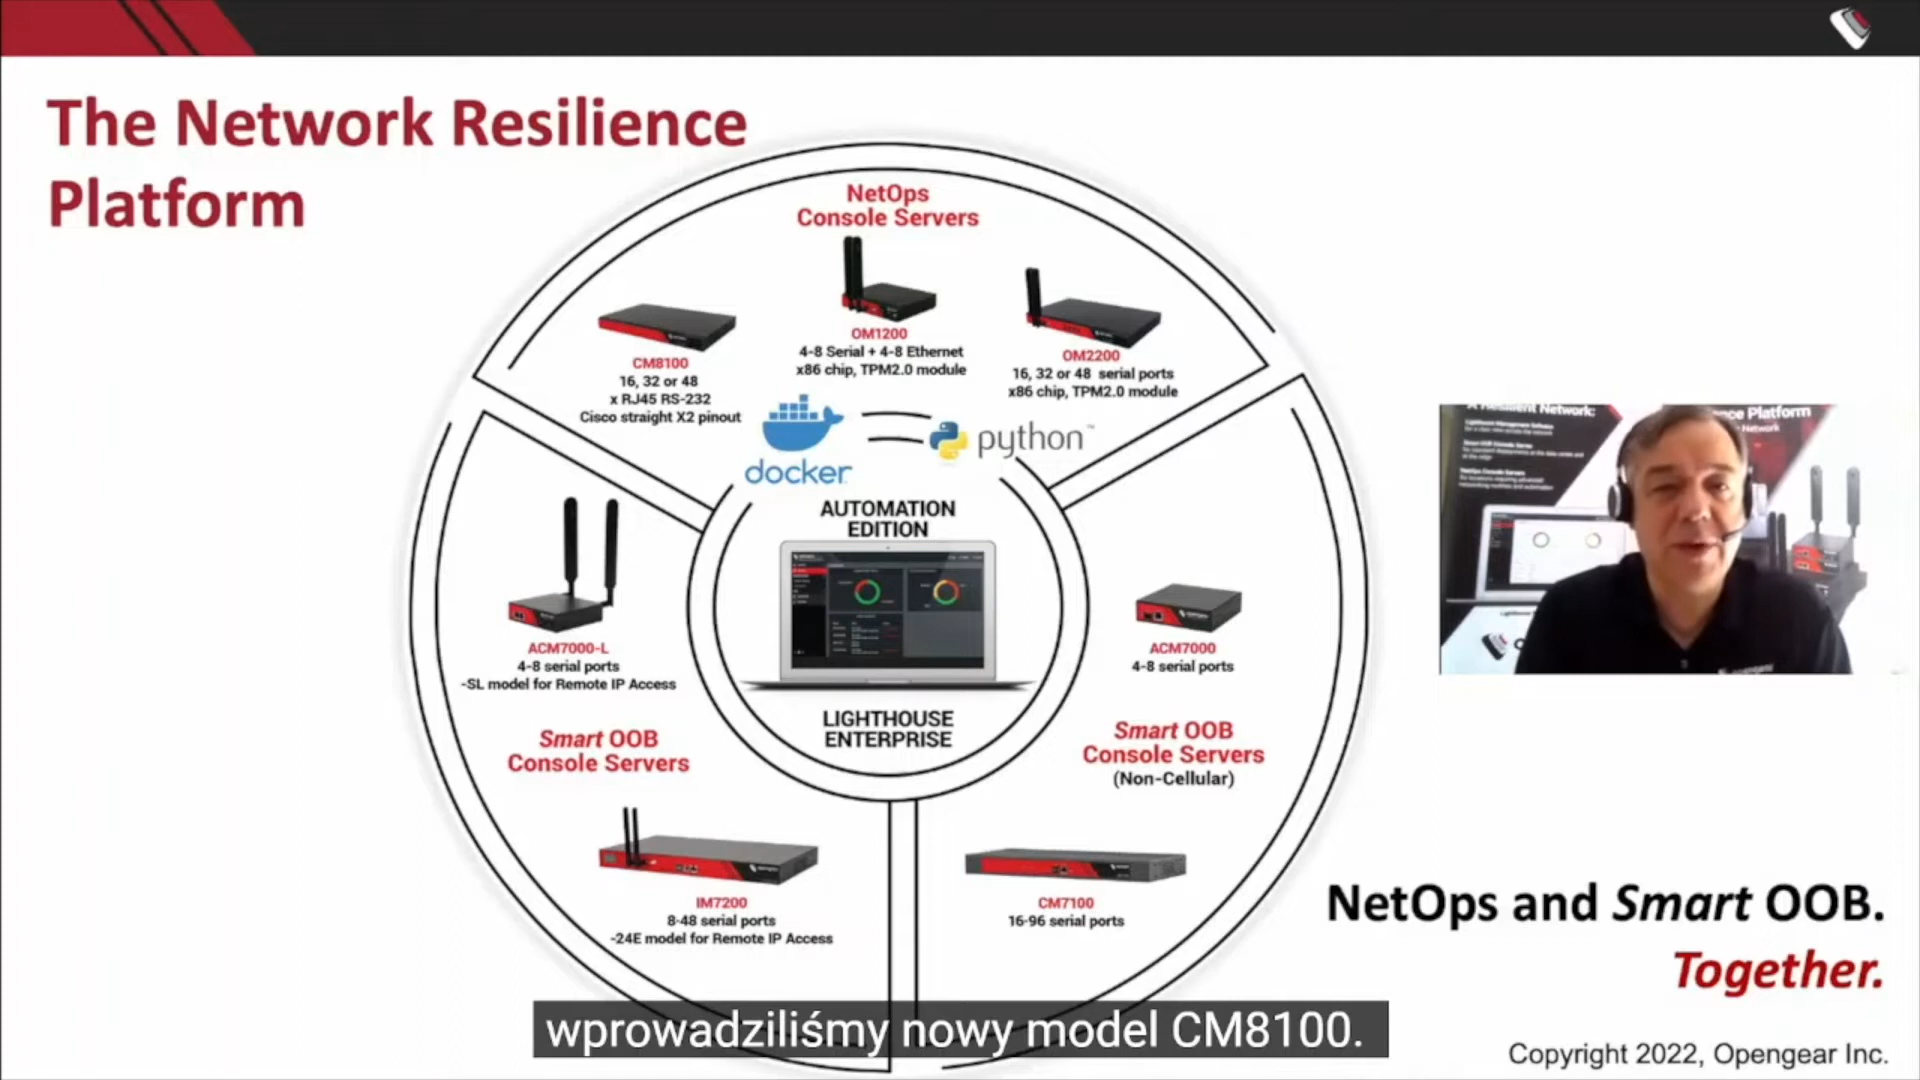 The Network Resilience
Platform
NetOps
Console Servers
CM8100
16, 32 or 48
x RJ45 RS-232
Cisco straight X2 pinout
OM1200
4-8 Serial + 4-8 Ethernet
x86 chip, TPM2.0 module
OM2200
16, 32 or 48 serial ports
x86 chip, TPM2.0 module
docker
python™
AUTOMATION
EDITION
LIGHTHOUSE
ENTERPRISE
ACM7000-L
4-8 serial ports
-SL model for Remote IP Access
Smart OOB
Console Servers
IM7200
8-48 serial ports
-24E model for Remote IP Access
ACM7000
4-8 serial ports
Smart OOB
Console Servers
(Non-Cellular)
CM7100
16-96 serial ports
A Resilient Network:
Platform
Network
NetOps and Smart OOB.
Together.
wprowadziliśmy nowy model CM8100.
Copyright 2022, Opengear Inc.